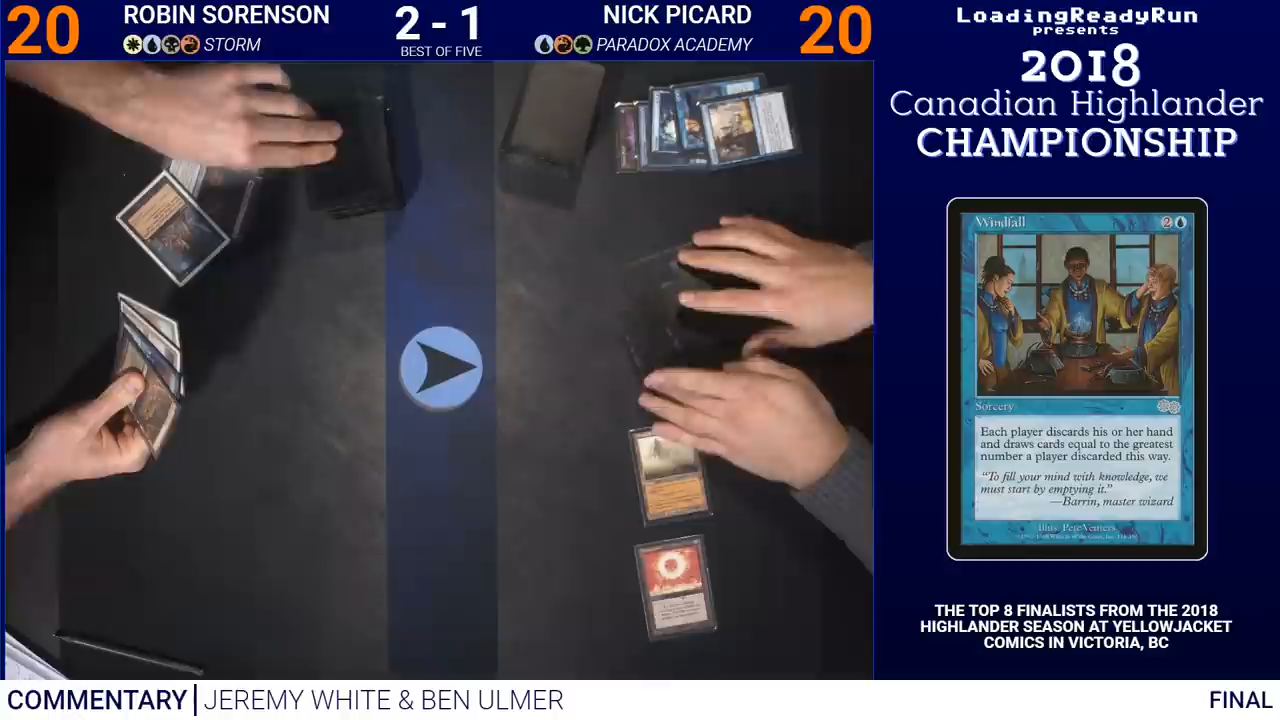 20
ROBIN SORENSON
STORM
2 - 1
BEST OF FIVE
NICK PICARD
PARADOX ACADEMY
20
LoadingReadyRun
presents
2018
Canadian Highlander
CHAMPIONSHIP
Windfall
2
Sorcery
Each player discards his or her hand
and draws cards equal to the greatest
number a player discarded this way.
"To fill your mind with knowledge, we
must start by emptying it."
—Barrin, master wizard
Illus. Pete Venters
THE TOP 8 FINALISTS FROM THE 2018
HIGHLANDER SEASON AT YELLOWJACKET
COMICS IN VICTORIA, BC
COMMENTARY | JEREMY WHITE & BEN ULMER
FINAL